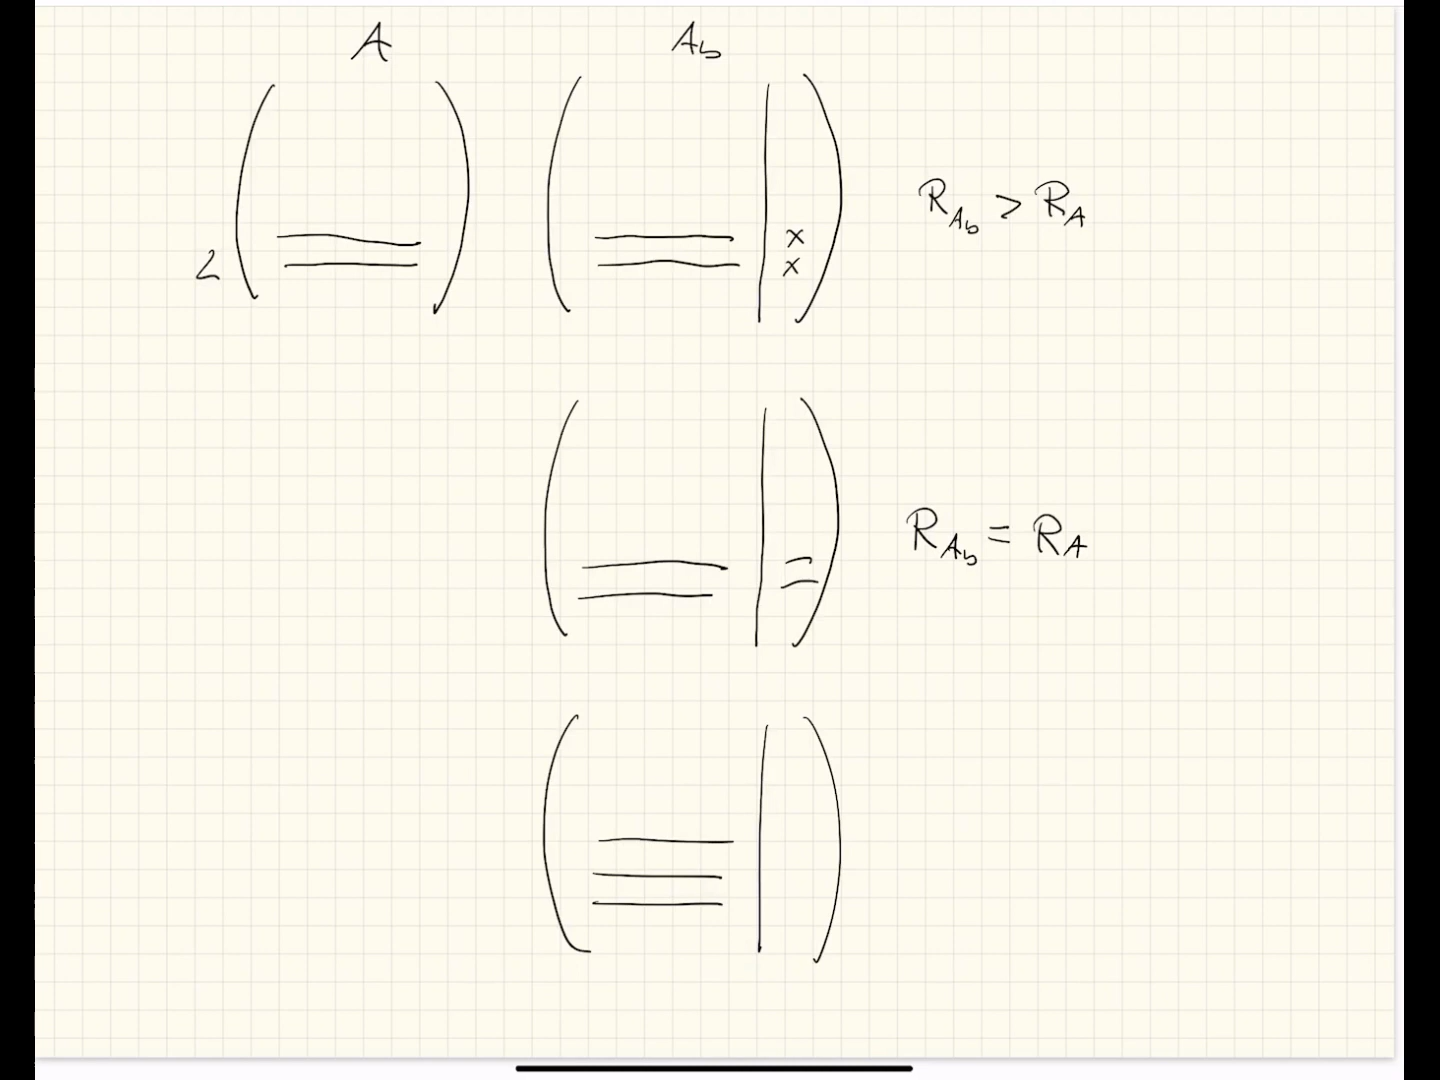 A
A_b
2
x
x
R_{A_b} > R_A
R_{A_b} = R_A